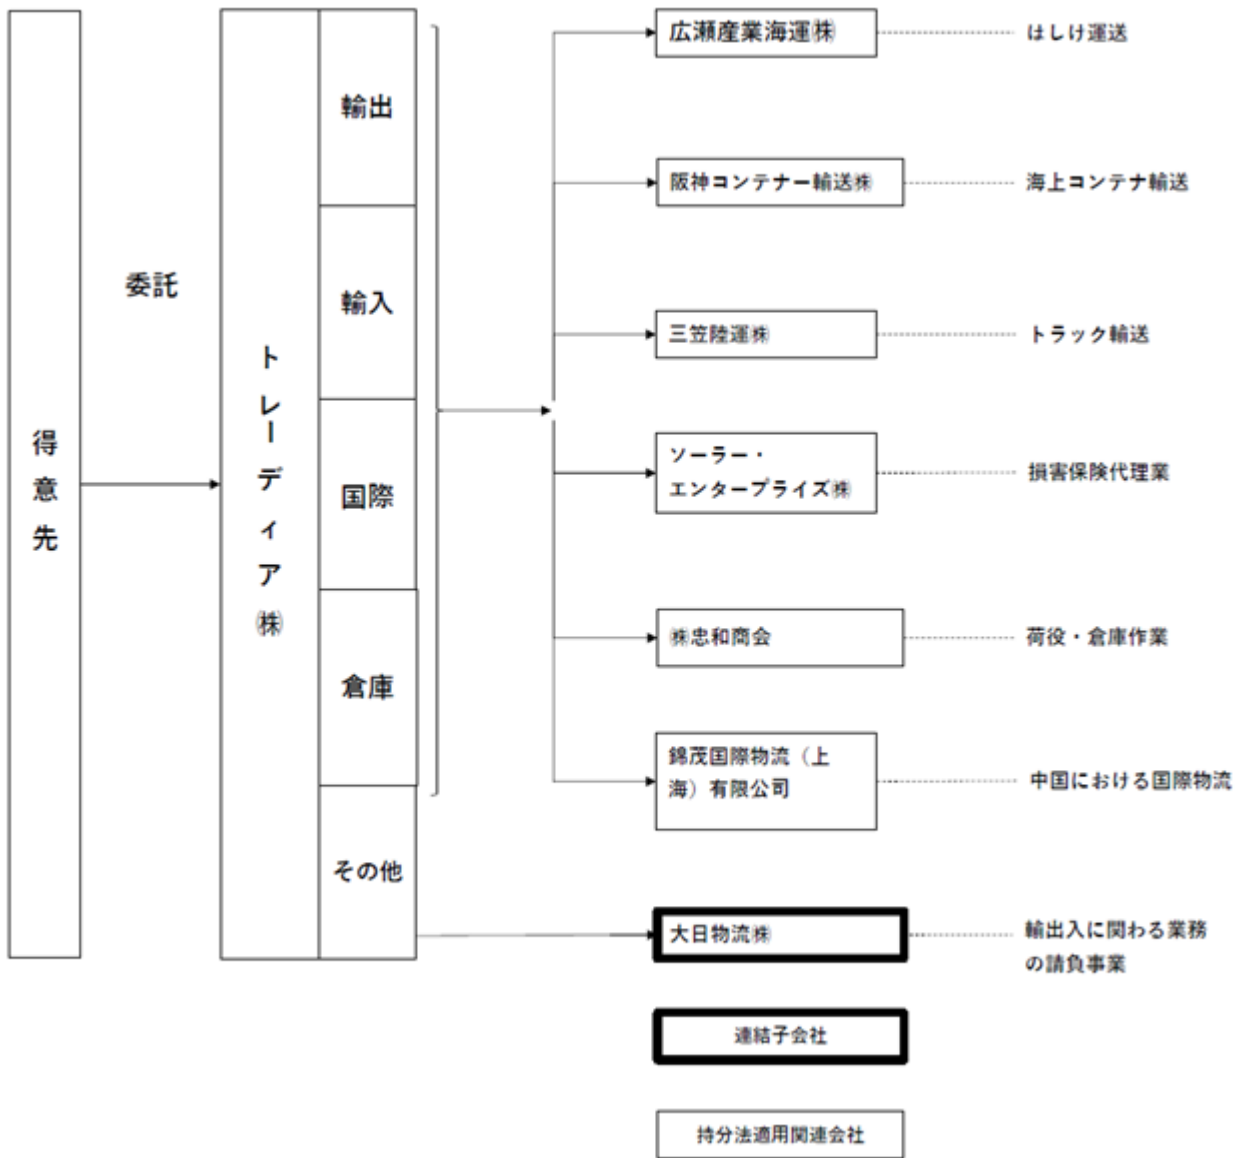 得意先
委託
トレーディア㈱
輸出
輸入
国際
倉庫
その他
広瀬産業海運㈱
はしけ運送
阪神コンテナー輸送㈱
海上コンテナ輸送
三笠陸運㈱
トラック輸送
ソーラー・
エンタープライズ㈱
損害保険代理業
㈱忠和商会
荷役・倉庫作業
錦茂国際物流（上
海）有限公司
中国における国際物流
大日物流㈱
輸出入に関わる業務
の請負事業
連結子会社
持分法適用関連会社